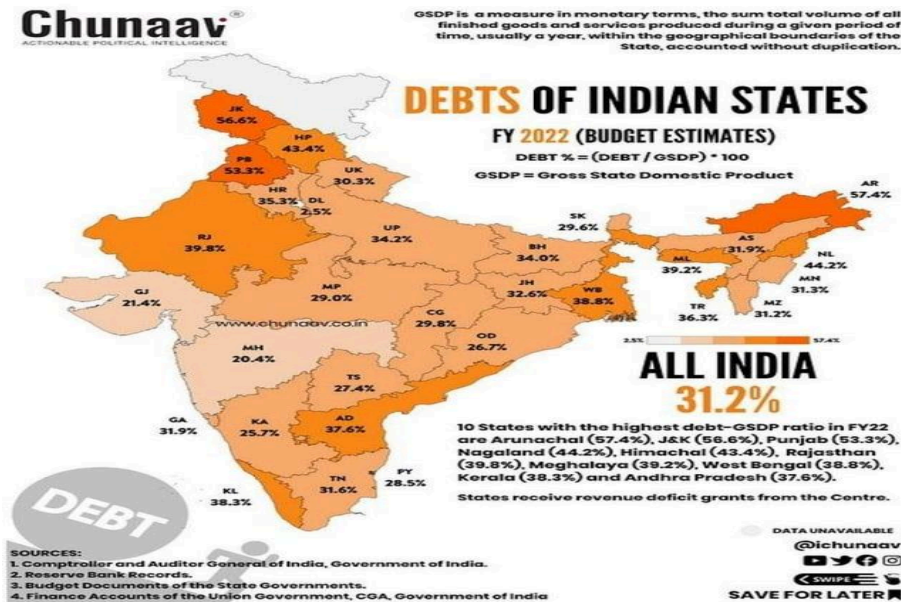 Chunaav®
ACTIONABLE POLITICAL INTELLIGENCE
GSDP is a measure in monetary terms, the sum total volume of all
finished goods and services produced during a given period of
time, usually a year, within the geographical boundaries of the
State, accounted without duplication.
DEBTS OF INDIAN STATES
FY 2022 (BUDGET ESTIMATES)
DEBT % = (DEBT / GSDP) * 100
GSDP = Gross State Domestic Product
JK
56.6%
HP
43.4%
PB
53.3%
UK
30.3%
HR
35.3%
DL
2.5%
AR
57.4%
RJ
39.8%
UP
34.2%
SK
29.6%
BH
34.0%
AS
31.9%
ML
39.2%
NL
44.2%
MN
31.3%
MZ
31.2%
TR
36.3%
GJ
21.4%
MP
29.0%
JH
32.6%
WB
38.8%
CG
29.8%
www.chunaav.co.in
OD
26.7%
MH
20.4%
TS
27.4%
GA
31.9%
KA
25.7%
AD
37.6%
TN
31.6%
PY
28.5%
KL
38.3%
2.5%
57.4%
ALL INDIA
31.2%
10 States with the highest debt-GSDP ratio in FY22
are Arunachal (57.4%), J&K (56.6%), Punjab (53.3%),
Nagaland (44.2%), Himachal (43.4%), Rajasthan
(39.8%), Meghalaya (39.2%), West Bengal (38.8%),
Kerala (38.3%) and Andhra Pradesh (37.6%).
States receive revenue deficit grants from the Centre.
DEBT
DATA UNAVAILABLE
@ichunaav
SWIPE
SAVE FOR LATER
SOURCES:
1. Comptroller and Auditor General of India, Government of India.
2. Reserve Bank Records.
3. Budget Documents of the State Governments.
4. Finance Accounts of the Union Government, CGA, Government of India